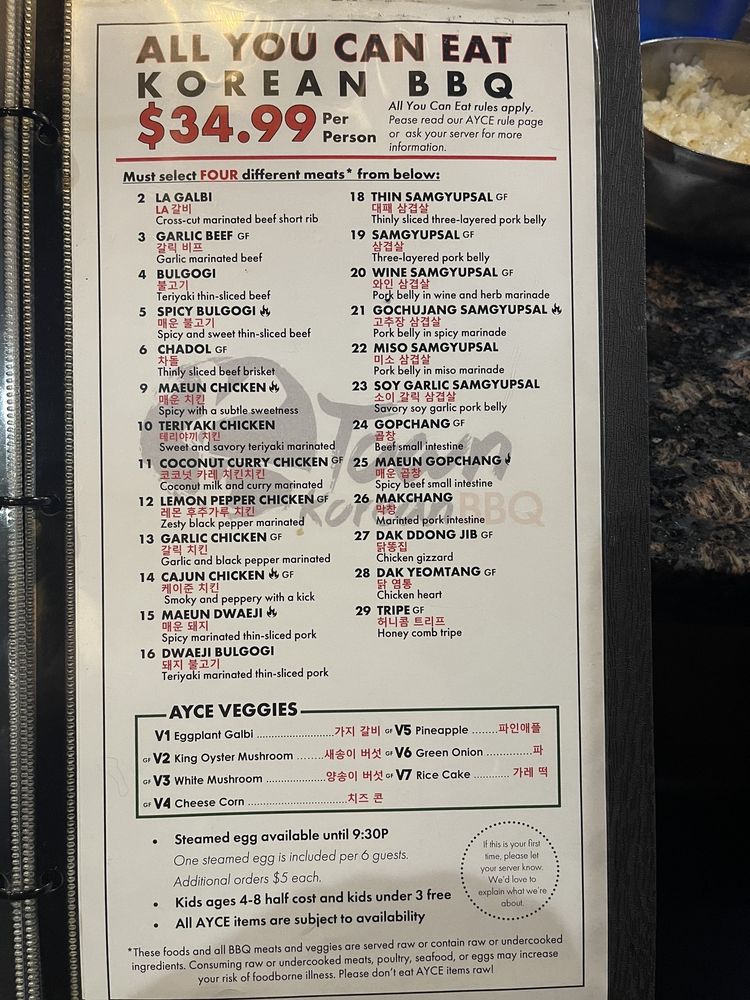 ALL YOU CAN EAT
KOREAN BBQ
$34.99 Per Person
All You Can Eat rules apply.
Pease read our AYCE rule page
or ask your server for more
information.
Must select FOUR different meats* from below:
2 LA GALBI
LA 갈비
Cross-cut marinated beef short rib
3 GARLIC BEEF GF
갈릭 비프
Garlic marinated beef
4 BULGOGI
불고기
Teriyaki thin-sliced beef
5 SPICY BULGOGI
매운 불고기
Spicy and sweet thin-sliced beef
6 CHADOL GF
차돌
Thinly sliced beef brisket
9 MAEUN CHICKEN
매운 치킨
Spicy with a subtle sweetness
10 TERIYAKI CHICKEN
테리야끼 치킨
Sweet and savory teriyaki marinated
11 COCONUT CURRY CHICKEN GF
코코넛 카레 치킨치킨
Coconut milk and curry marinated
12 LEMON PEPPER CHICKEN GF
레몬 후주가루 치킨
Zesty black pepper marinated
13 GARLIC CHICKEN GF
갈릭 치킨
Garlic and black pepper marinated
14 CAJUN CHICKEN GF
케이준 치킨
Smoky and peppery with a kick
15 MAEUN DWAEJI
매운 돼지
Spicy marinated thin-sliced pork
16 DWAEJI BULGOGI
돼지 불고기
Teriyaki marinated thin-sliced pork
18 THIN SAMGYUPSAL GF
대패 삼겹살
Thinly sliced three-layered pork belly
19 SAMGYUPSAL GF
삼겹살
Three-layered pork belly
20 WINE SAMGYUPSAL GF
와인 삼겹살
Pork belly in wine and herb marinade
21 GOCHUJANG SAMGYUPSAL
고추장 삼겹살
Pork belly in spicy marinade
22 MISO SAMGYUPSAL
미소 삼겹살
Pork belly in miso marinade
23 SOY GARLIC SAMGYUPSAL
소이 갈릭 삼겹살
Savory soy garlic pork belly
24 GOPCHANG GF
곱창
Beef small intestine
25 MAEUN GOPCHANG
매운 곱창
Spicy beef small intestine
26 MAKCHANG
막창
Marinted pork intestine
27 DAK DDONG JIB GF
닭똥집
Chicken gizzard
28 DAK YEOMTANG GF
닭 염통
Chicken heart
29 TRIPE GF
허니콤 트리프
Honey comb tripe
Korean BBQ
AYCE VEGGIES
V1 Eggplant Galbi ........................가지 갈비
GF V2 King Oyster Mushroom ........새송이 버섯
GF V3 White Mushroom ...................양송이 버섯
GF V4 Cheese Corn ..............................치즈 콘
GF V5 Pineapple ........파인애플
GF V6 Green Onion ..............파
GF V7 Rice Cake ............ 가레 떡
• Steamed egg available until 9:30P
One steamed egg is included per 6 guests.
Additional orders $5 each.
• Kids ages 4-8 half cost and kids under 3 free
• All AYCE items are subject to availability
If this is your first
time, please let
your server know.
We'd love to
explain what we're
about.
*These foods and all BBQ meats and veggies are served raw or contain raw or undercooked
ingredients. Consuming raw or undercooked meats, poultry, seafood, or eggs may increase
your risk of foodborne illness. Please don't eat AYCE items raw!